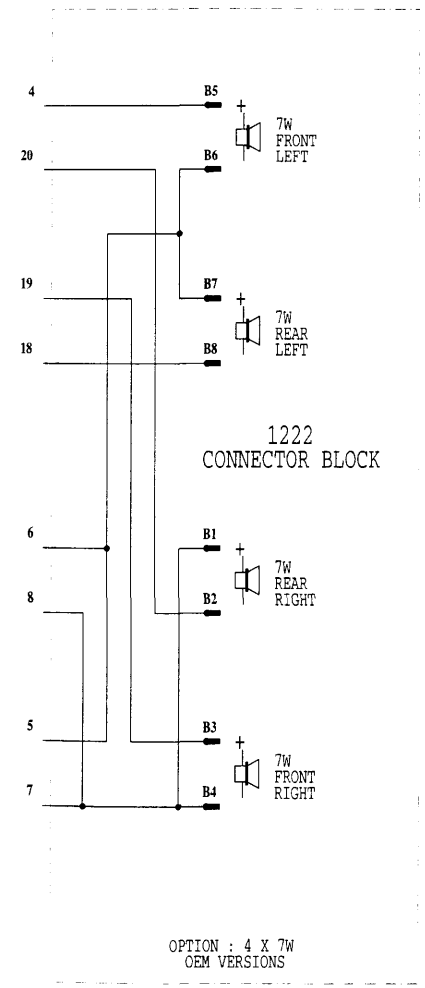 4
B5
+
7W
FRONT
LEFT
20
B6
19
B7
+
7W
REAR
LEFT
18
B8
1222
CONNECTOR BLOCK
6
B1
+
7W
REAR
RIGHT
8
B2
5
B3
+
7W
FRONT
RIGHT
7
B4
OPTION : 4 X 7W
OEM VERSIONS